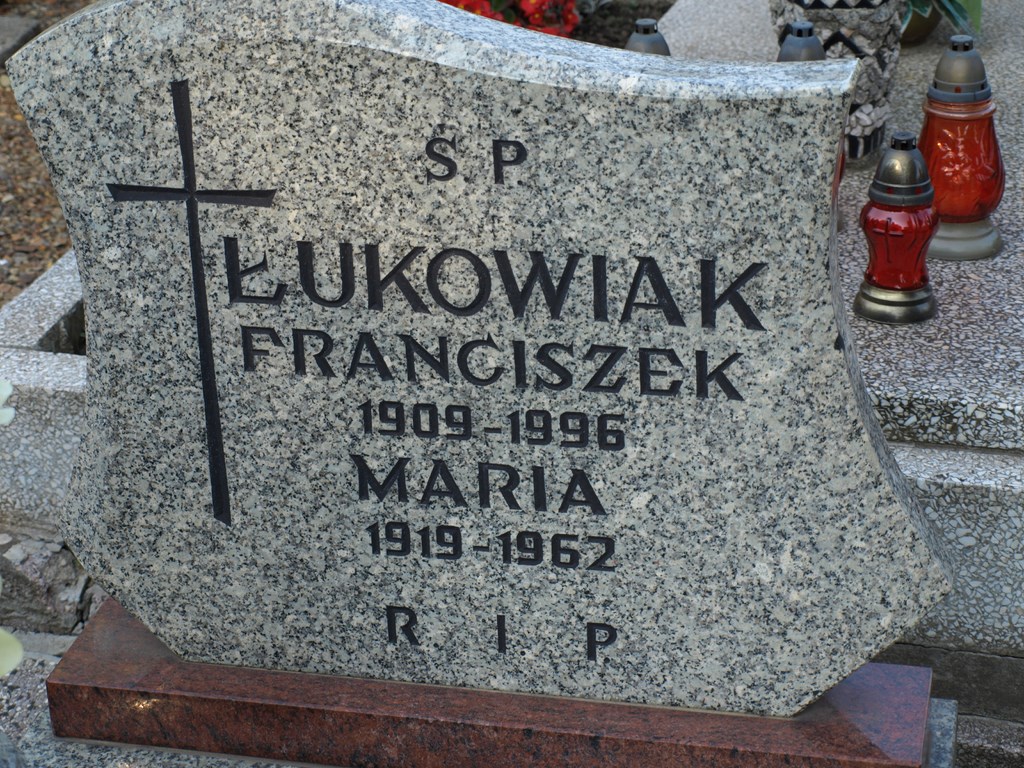 Ś P
ŁUKOWIAK
FRANCISZEK
1909-1996
MARIA
1919-1962
R I P